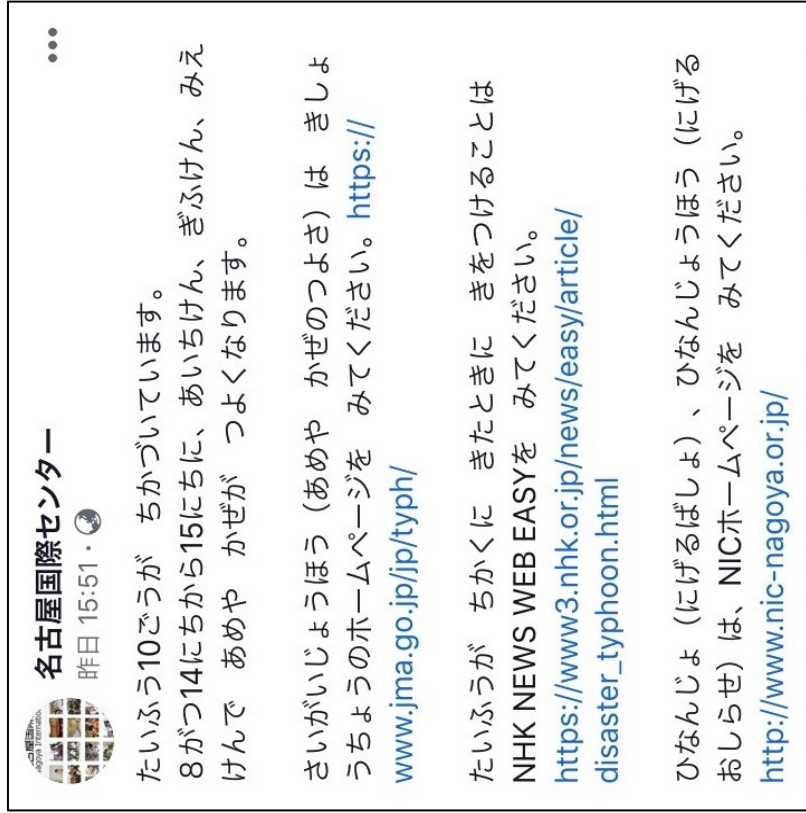 名古屋国際センター
昨日 15:51 ·
たいふう10ごうが　ちかづいています。
8がつ14にちから15にちに、あいちけん、ぎふけん、みえ
けんで　あめや　かぜが　つよくなります。
さいがいじょうほう（あめや　かぜのつよさ）は　きしょ
うちょうのホームページを　みてください。https://
www.jma.go.jp/jp/typh/
たいふうが　ちかくに　きたときに　きをつけることは
NHK NEWS WEB EASYを　みてください。
https://www3.nhk.or.jp/news/easy/article/
disaster_typhoon.html
ひなんじょ（にげるばしょ）、ひなんじょうほう（にげる
おしらせ）は、NICホームページを　みてください。
http://www.nic-nagoya.or.jp/